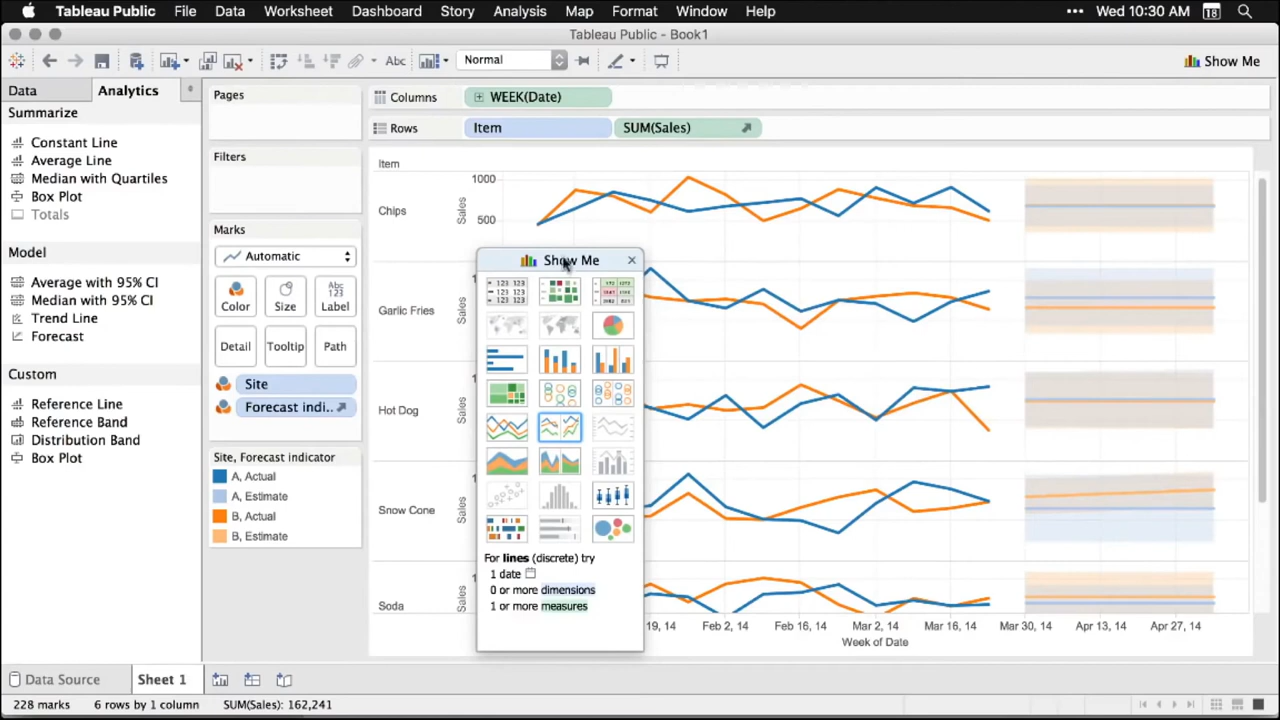 Tableau Public File Data Worksheet Dashboard Story Analysis Map Format Window Help ••• Wed 10:30 AM 18
Tableau Public - Book1
Abc Normal Show Me
Data Analytics
Summarize
Constant Line
Average Line
Median with Quartiles
Box Plot
Totals
Model
Average with 95% CI
Median with 95% CI
Trend Line
Forecast
Custom
Reference Line
Reference Band
Distribution Band
Box Plot
Pages
Filters
Marks
Automatic
Color Size Abc 123 Label
Detail Tooltip Path
Site
Forecast indi..
Site, Forecast indicator
A, Actual
A, Estimate
B, Actual
B, Estimate
Columns WEEK(Date)
Rows Item SUM(Sales)
Item
Chips Sales 1000
500
Garlic Fries Sales
Hot Dog Sales
Snow Cone Sales
Soda Sales
Show Me ×
For lines (discrete) try
1 date
0 or more dimensions
1 or more measures
19, 14 Feb 2, 14 Feb 16, 14 Mar 2, 14 Mar 16, 14 Mar 30, 14 Apr 13, 14 Apr 27, 14
Week of Date
Data Source Sheet 1
228 marks 6 rows by 1 column SUM(Sales): 162,241